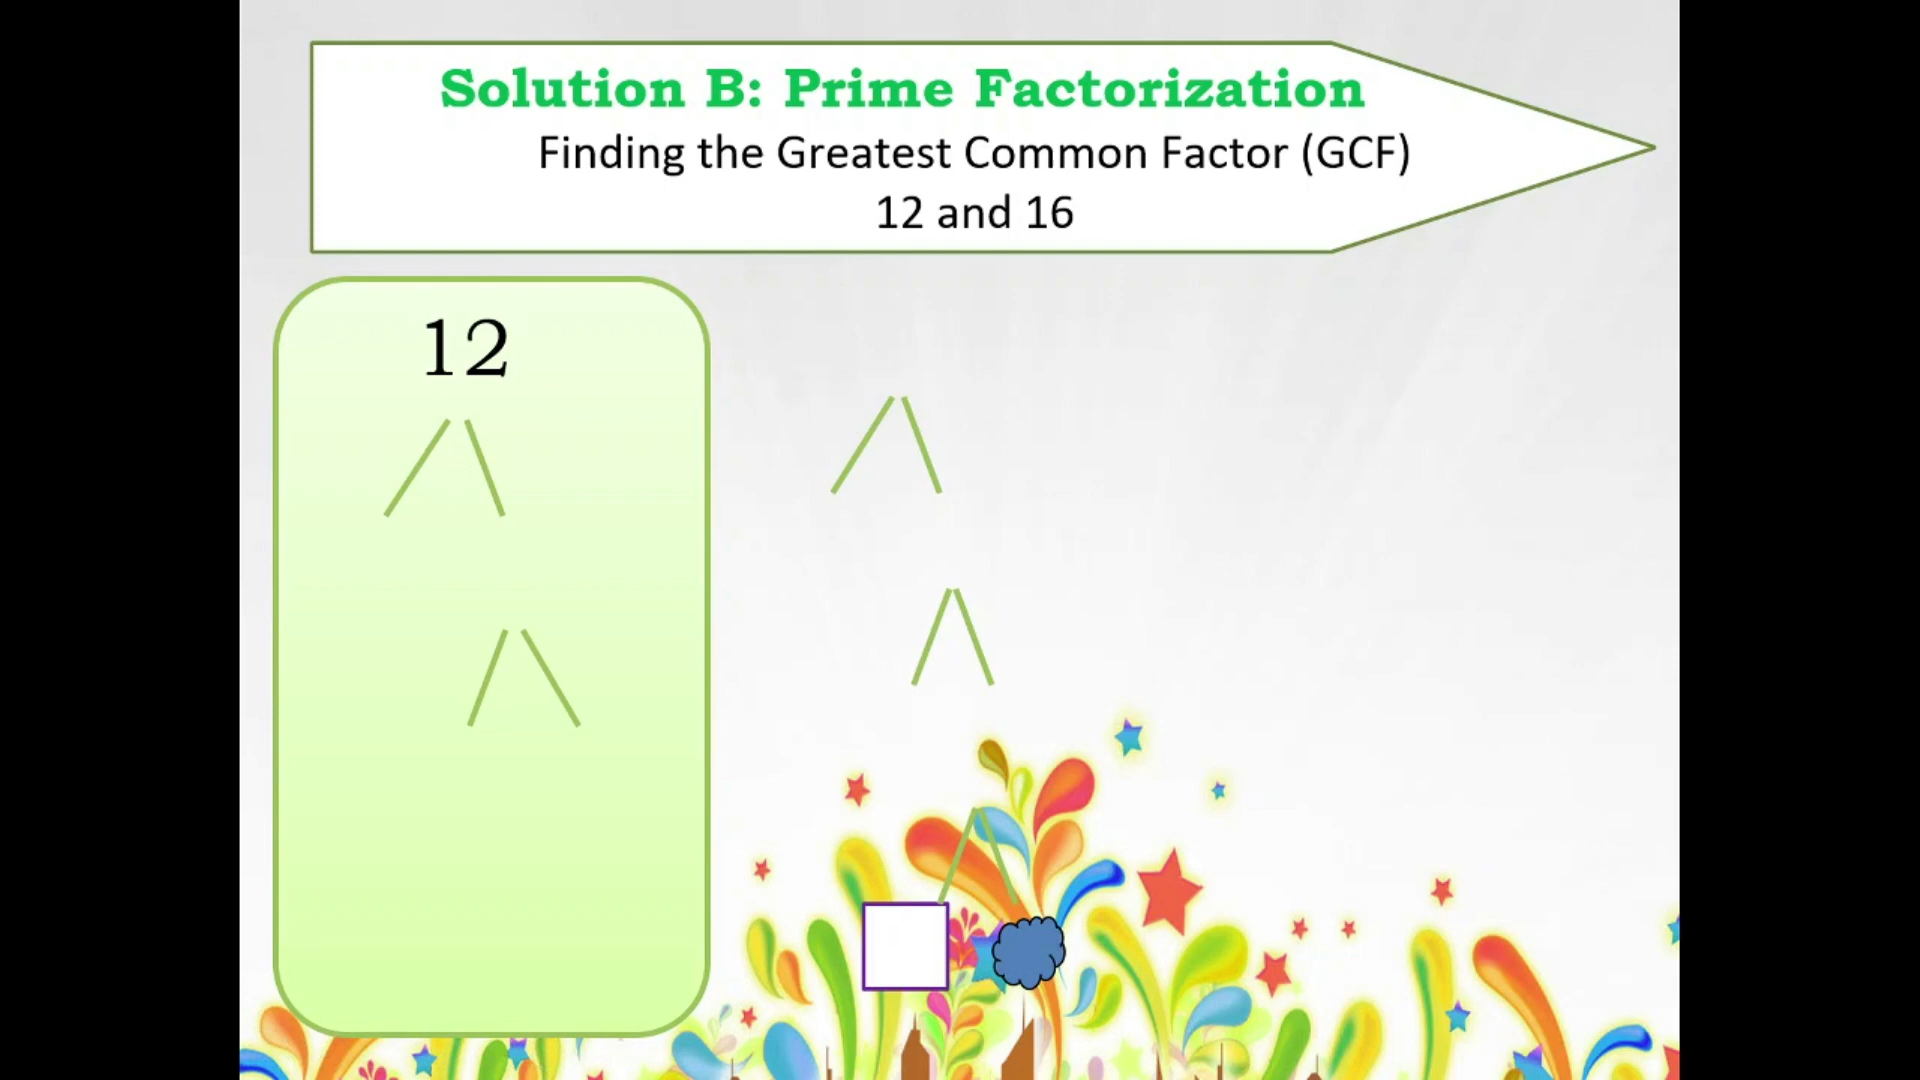 Solution B: Prime Factorization
Finding the Greatest Common Factor (GCF)
12 and 16
12